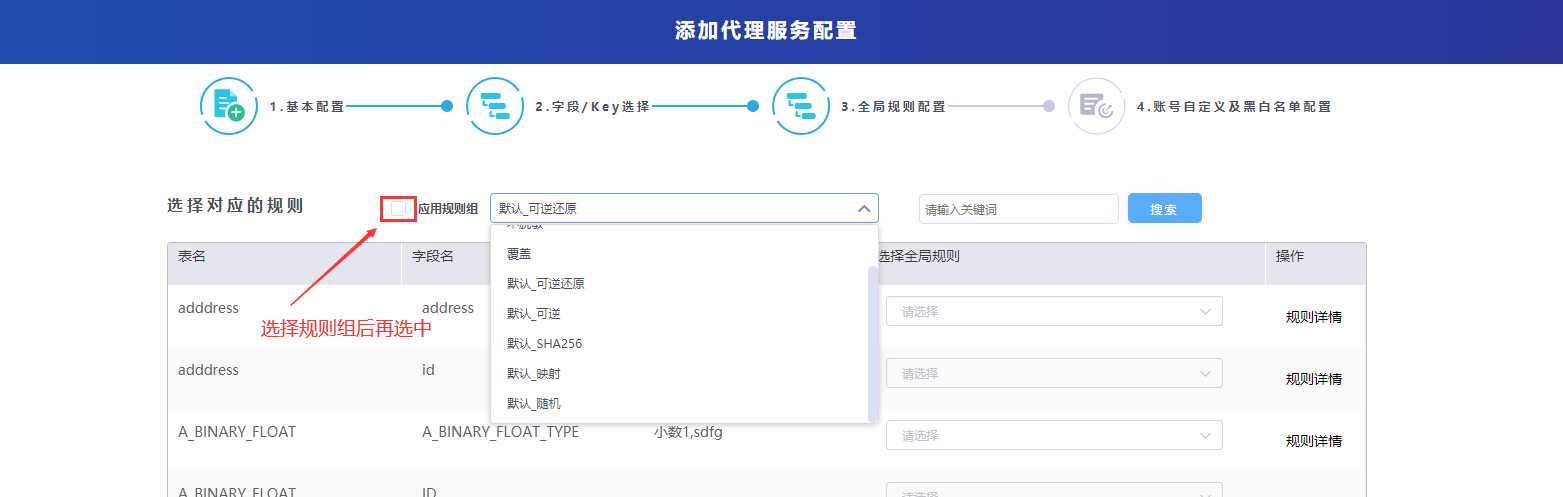 添加代理服务配置
1.基本配置
2.字段/Key选择
3.全局规则配置
4.账号自定义及黑白名单配置
选择对应的规则
应用规则组
默认_可逆还原
请输入关键词
搜索
表名
字段名
选择全局规则
操作
覆盖
默认_可逆还原
默认_可逆
默认_SHA256
默认_映射
默认_随机
adddress
address
请选择
规则详情
选择规则组后再选中
adddress
id
请选择
规则详情
A_BINARY_FLOAT
A_BINARY_FLOAT_TYPE
小数1,sdfg
请选择
规则详情
A_BINARY_FLOAT
ID
请选择